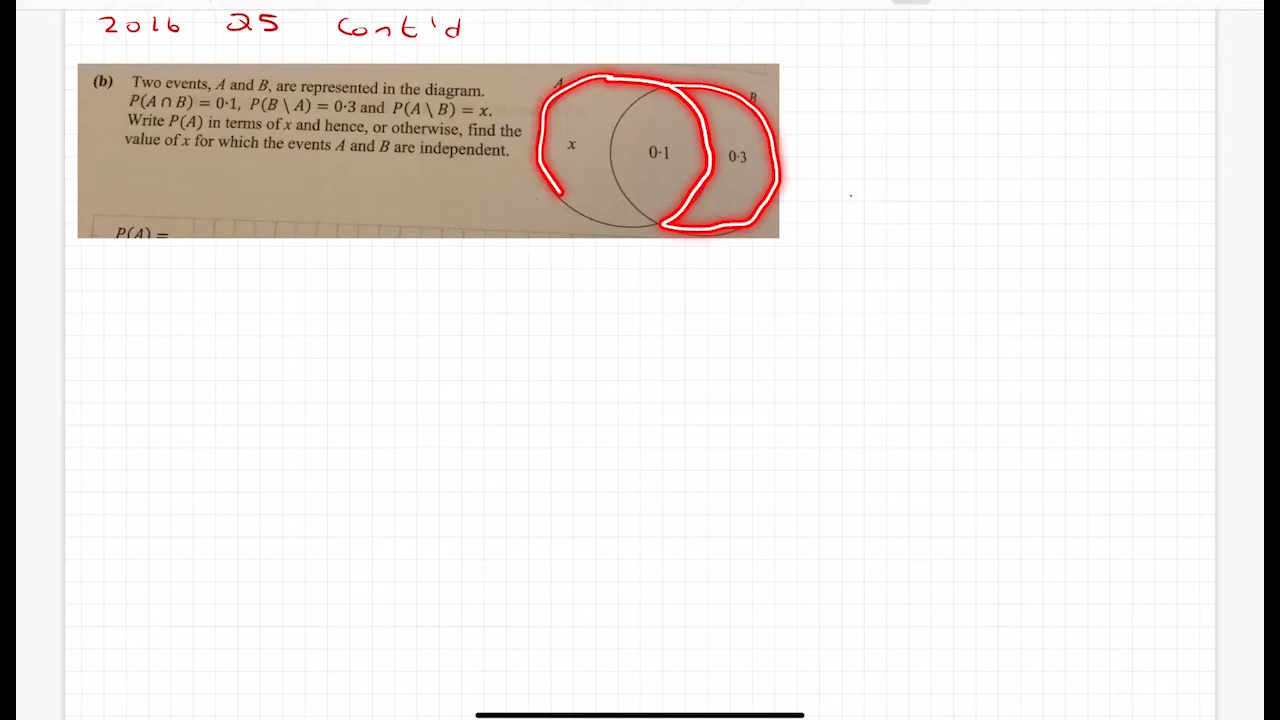 2016 Q5 Cont'd
(b) Two events, A and B, are represented in the diagram.
P(A ∩ B) = 0·1, P(B \ A) = 0·3 and P(A \ B) = x.
Write P(A) in terms of x and hence, or otherwise, find the
value of x for which the events A and B are independent.
A
B
x
0·1
0·3
P(A) =